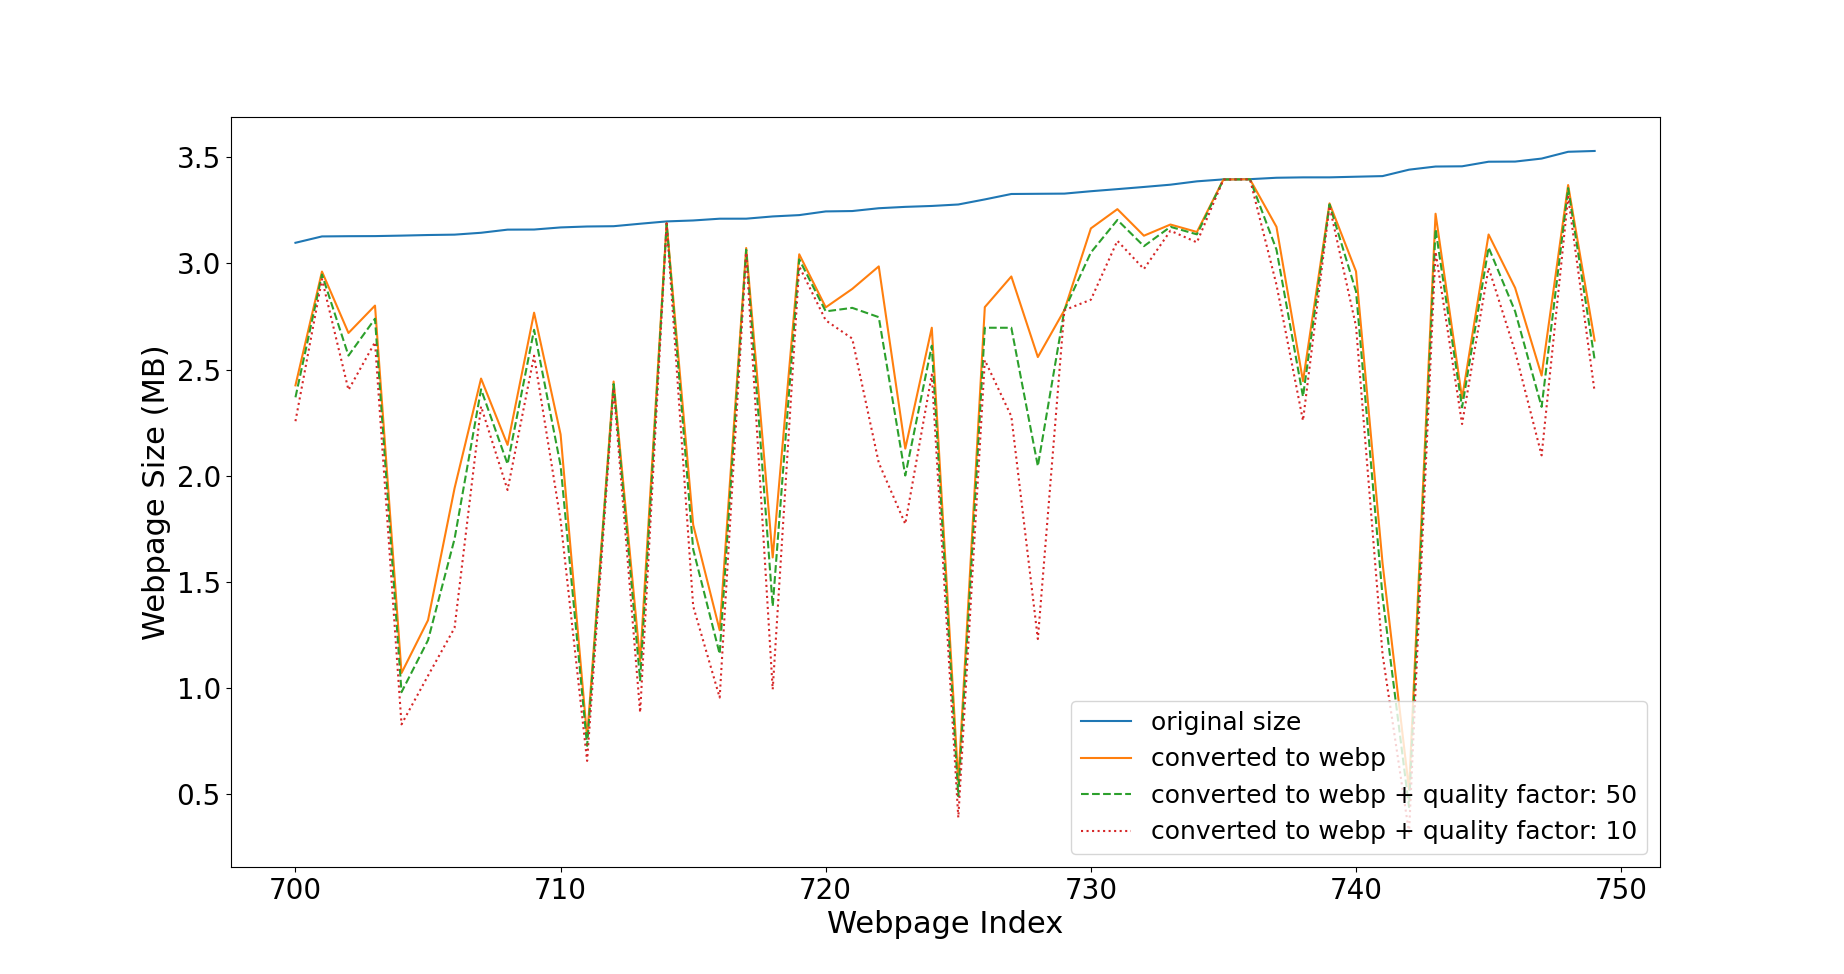 3.5
3.0
2.5
2.0
1.5
1.0
0.5
Webpage Size (MB)
original size
converted to webp
converted to webp + quality factor: 50
converted to webp + quality factor: 10
700 710 720 730 740 750
Webpage Index